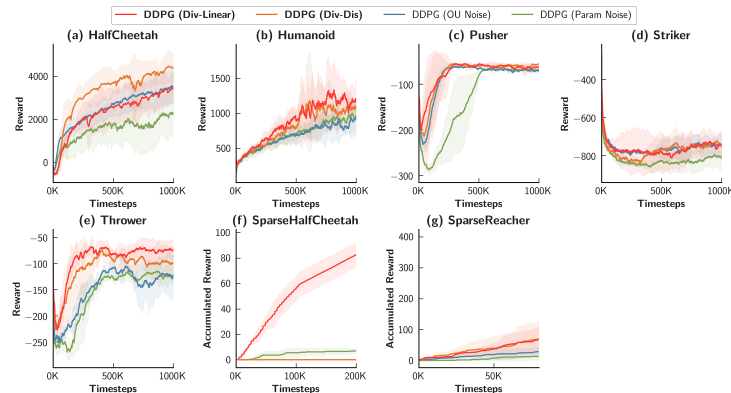 DDPG (Div-Linear) DDPG (Div-Dis) DDPG (OU Noise) DDPG (Param Noise)
(a) HalfCheetah (b) Humanoid (c) Pusher (d) Striker
Reward
4000
2000
0
0K 500K 1000K
Timesteps
Reward
1500
1000
500
0K 500K 1000K
Timesteps
Reward
−100
−200
−300
0K 500K 1000K
Timesteps
Reward
−400
−600
−800
0K 500K 1000K
Timesteps
(e) Thrower (f) SparseHalfCheetah (g) SparseReacher
Reward
−50
−100
−150
−200
−250
0K 500K 1000K
Timesteps
Accumulated Reward
100
80
60
40
20
0
0K 100K 200K
Timesteps
Accumulated Reward
400
300
200
100
0
0K 50K
Timesteps